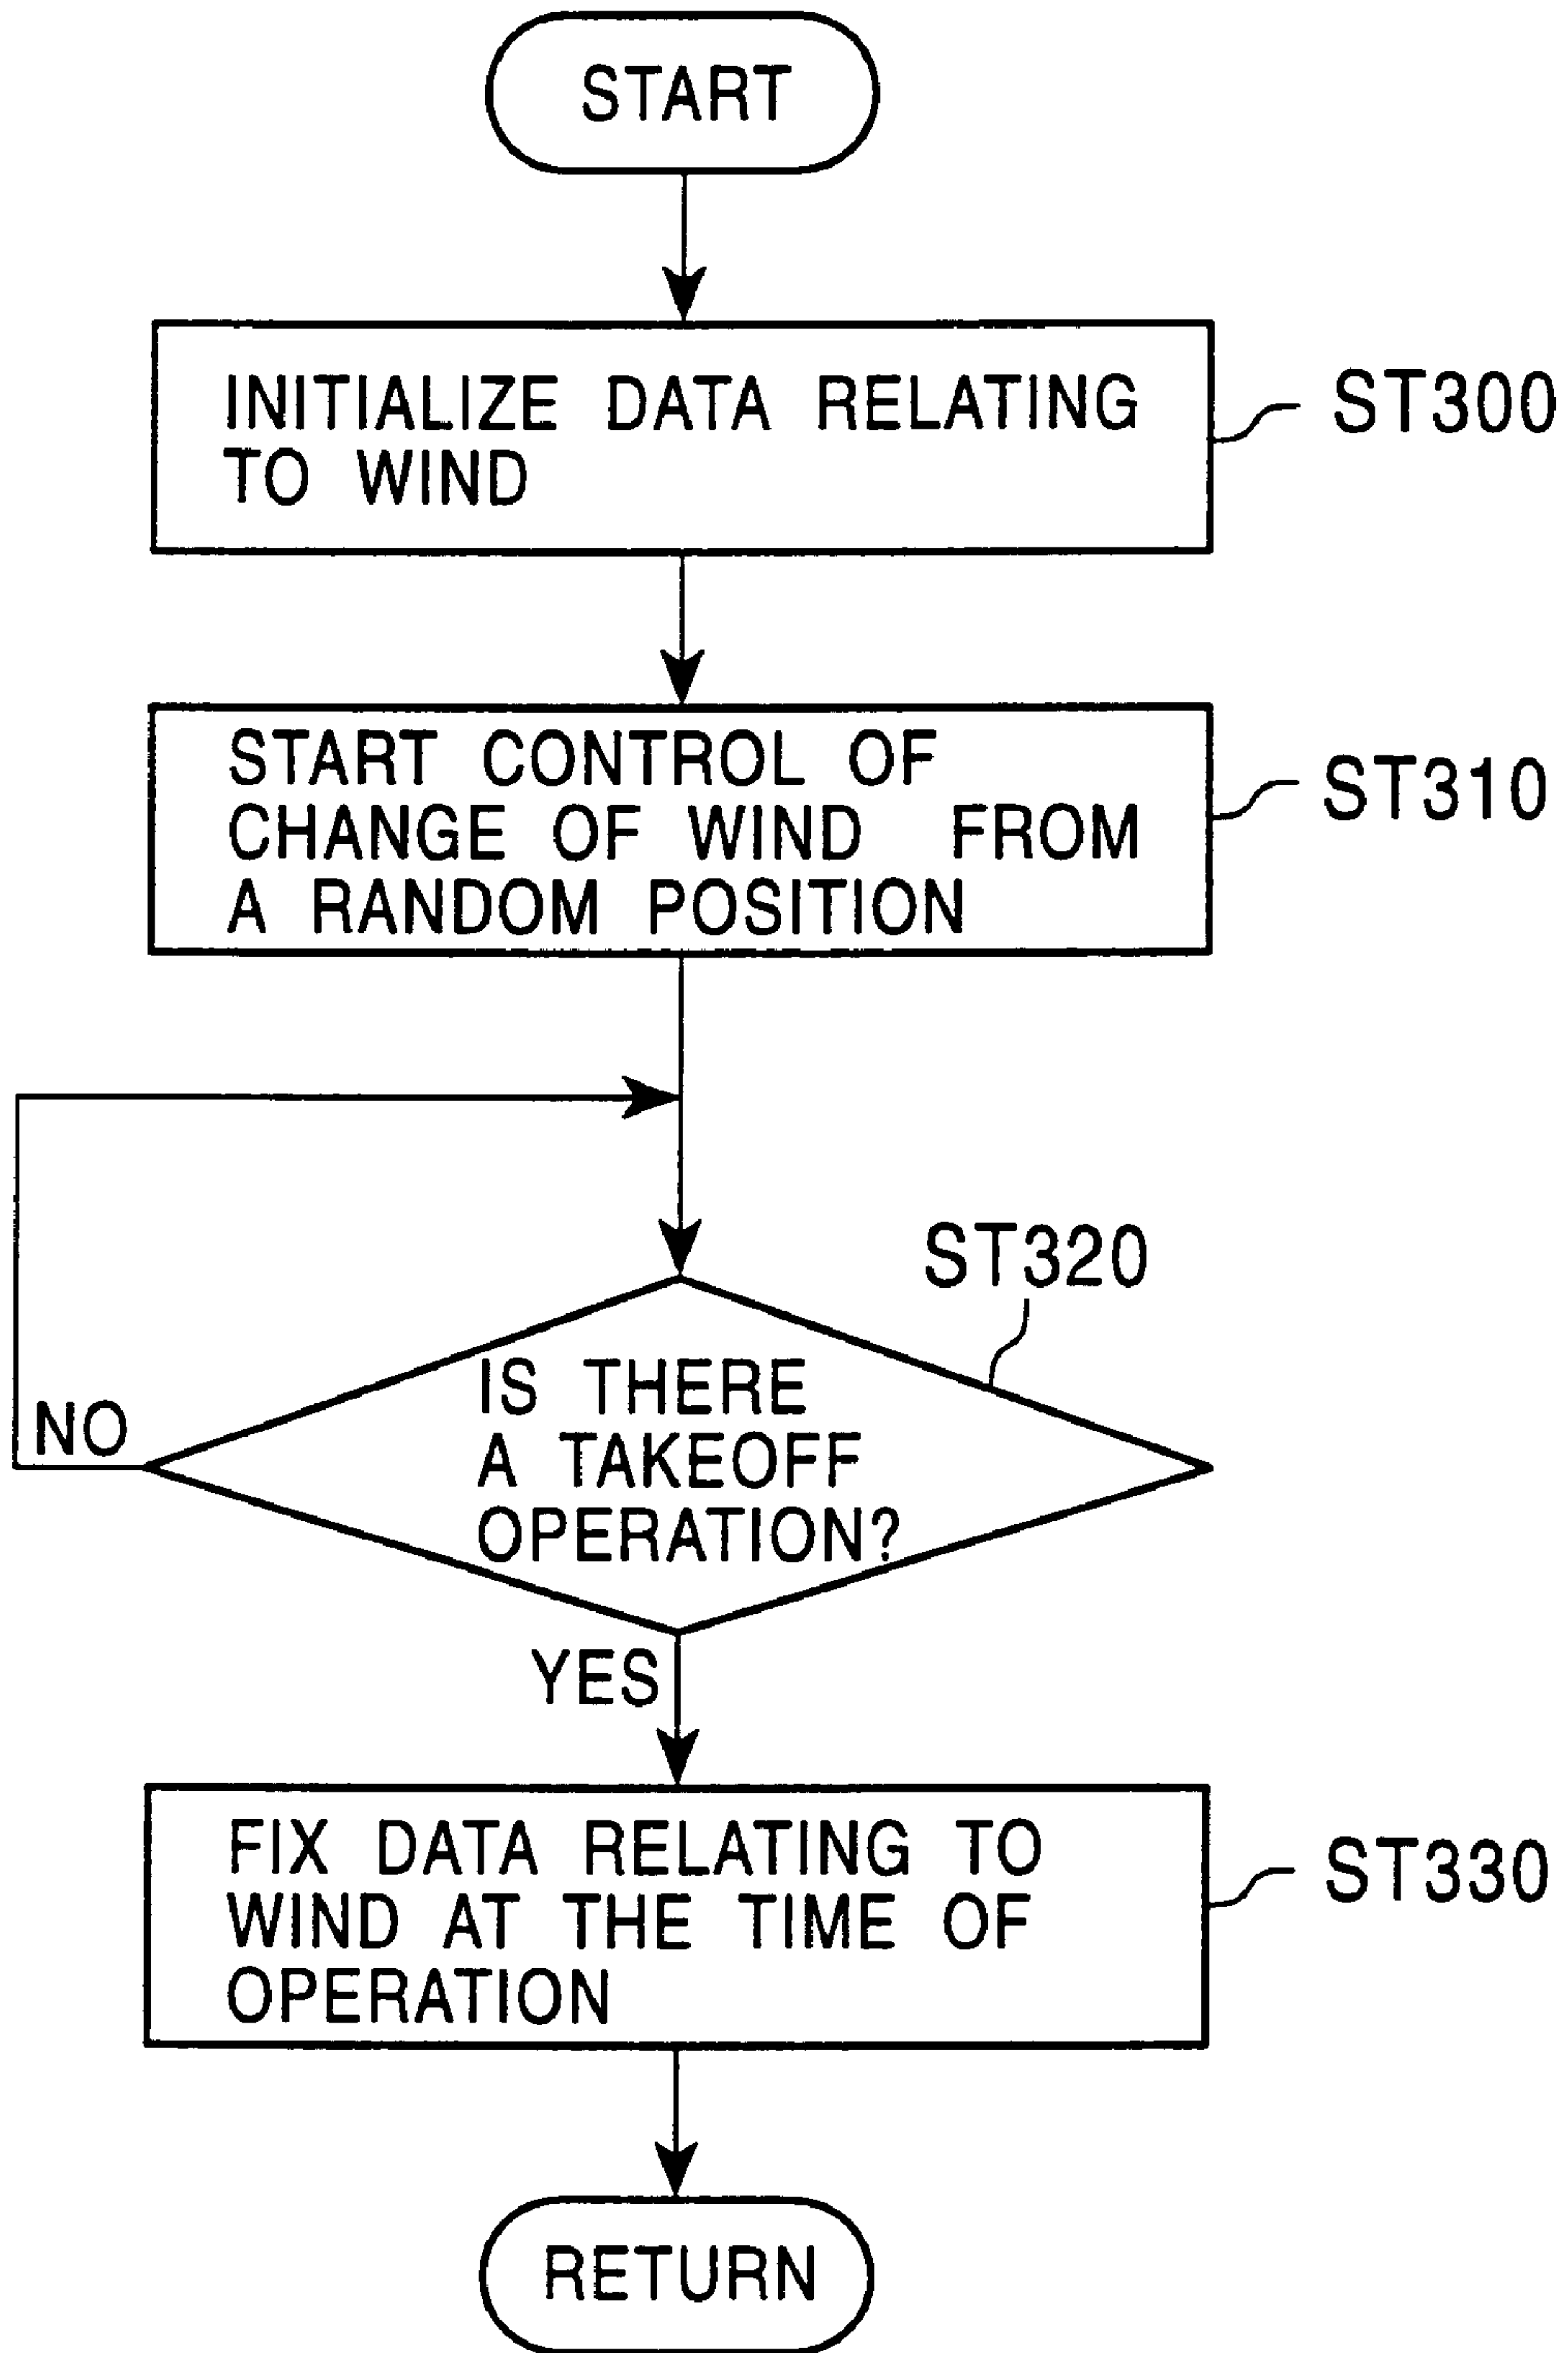 START
INITIALIZE DATA RELATING
TO WIND
ST300
START CONTROL OF
CHANGE OF WIND FROM
A RANDOM POSITION
ST310
ST320
IS THERE
A TAKEOFF
OPERATION?
NO
YES
FIX DATA RELATING TO
WIND AT THE TIME OF
OPERATION
ST330
RETURN